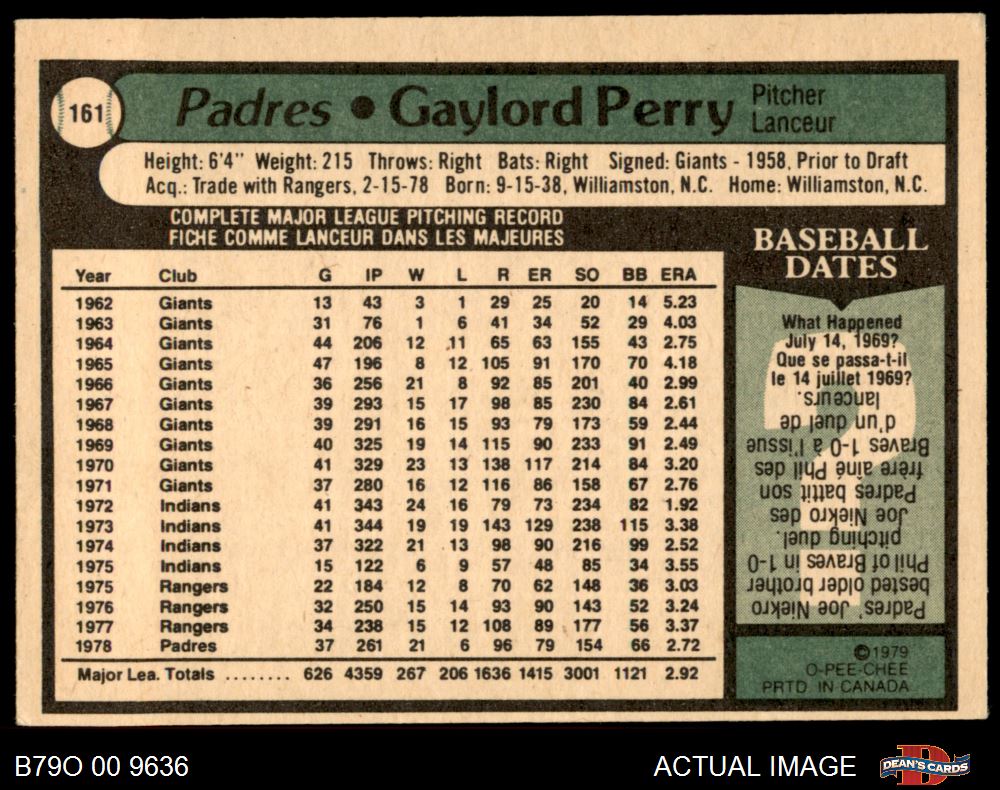 161
Padres • Gaylord Perry
Pitcher
Lanceur
Height: 6'4" Weight: 215 Throws: Right Bats: Right Signed: Giants - 1958, Prior to Draft
Acq.: Trade with Rangers, 2-15-78 Born: 9-15-38, Williamston, N.C. Home: Williamston, N.C.
COMPLETE MAJOR LEAGUE PITCHING RECORD
FICHE COMME LANCEUR DANS LES MAJEURES
Year Club G IP W L R ER SO BB ERA
1962 Giants 13 43 3 1 29 25 20 14 5.23
1963 Giants 31 76 1 6 41 34 52 29 4.03
1964 Giants 44 206 12 11 65 63 155 43 2.75
1965 Giants 47 196 8 12 105 91 170 70 4.18
1966 Giants 36 256 21 8 92 85 201 40 2.99
1967 Giants 39 293 15 17 98 85 230 84 2.61
1968 Giants 39 291 16 15 93 79 173 59 2.44
1969 Giants 40 325 19 14 115 90 233 91 2.49
1970 Giants 41 329 23 13 138 117 214 84 3.20
1971 Giants 37 280 16 12 116 86 158 67 2.76
1972 Indians 41 343 24 16 79 73 234 82 1.92
1973 Indians 41 344 19 19 143 129 238 115 3.38
1974 Indians 37 322 21 13 98 90 216 99 2.52
1975 Indians 15 122 6 9 57 48 85 34 3.55
1975 Rangers 22 184 12 8 70 62 148 36 3.03
1976 Rangers 32 250 15 14 93 90 143 52 3.24
1977 Rangers 34 238 15 12 108 89 177 56 3.37
1978 Padres 37 261 21 6 96 79 154 66 2.72
Major Lea. Totals ........ 626 4359 267 206 1636 1415 3001 1121 2.92
BASEBALL
DATES
What Happened
July 14, 1969?
Que se passa-t-il
le 14 juillet 1969?
Padres' Joe Niekro
bested older brother
Phil of Braves in 1-0
pitching duel.
Joe Niekro des
Padres battit son
frère aîné Phil des
Braves 1-0 à l'issue
d'un duel de
lanceurs.
©1979
O-PEE-CHEE
PRTD. IN CANADA
B79O 00 9636
ACTUAL IMAGE
D
DEAN'S CARDS